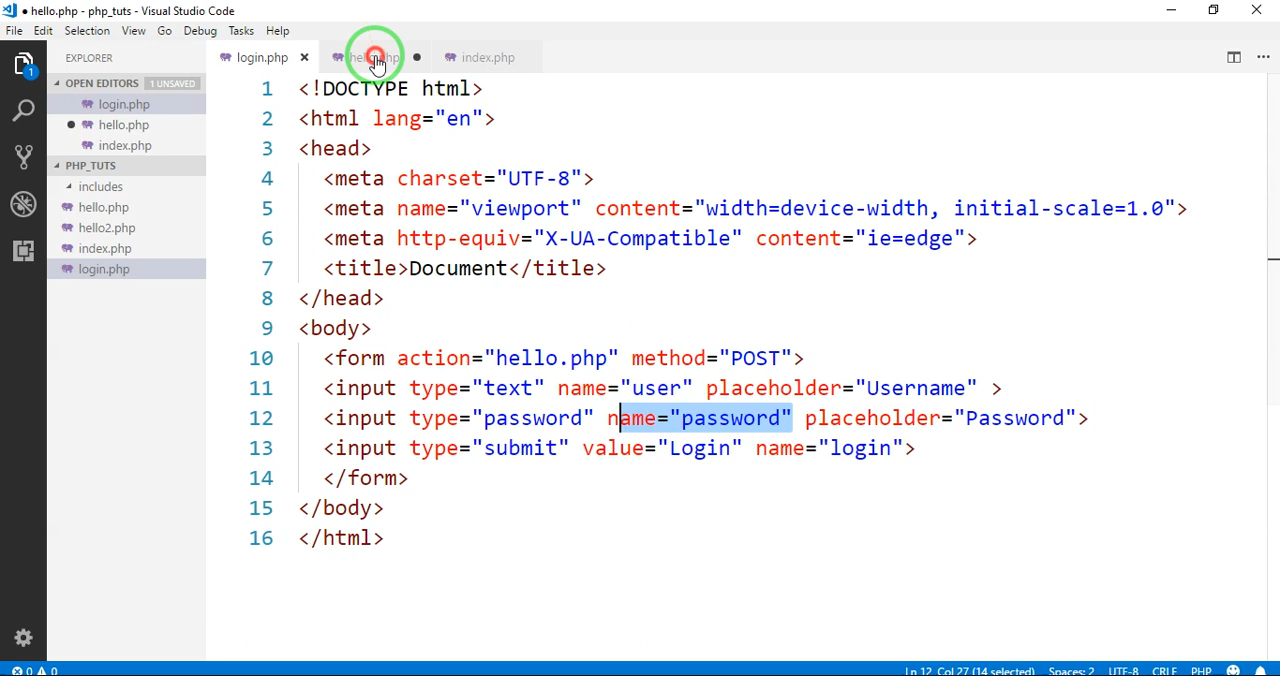 hello.php - php_tuts - Visual Studio Code
File Edit Selection View Go Debug Tasks Help
EXPLORER
login.php
index.php
1
OPEN EDITORS 1 UNSAVED
login.php
hello.php
index.php
PHP_TUTS
includes
hello.php
hello2.php
index.php
login.php
1 <!DOCTYPE html>
2 <html lang="en">
3 <head>
4 <meta charset="UTF-8">
5 <meta name="viewport" content="width=device-width, initial-scale=1.0">
6 <meta http-equiv="X-UA-Compatible" content="ie=edge">
7 <title>Document</title>
8 </head>
9 <body>
10 <form action="hello.php" method="POST">
11 <input type="text" name="user" placeholder="Username" >
12 <input type="password" name="password" placeholder="Password">
13 <input type="submit" value="Login" name="login">
14 </form>
15 </body>
16 </html>
0 0
Ln 12, Col 27 (14 selected) Spaces: 2 UTF-8 CRLF PHP